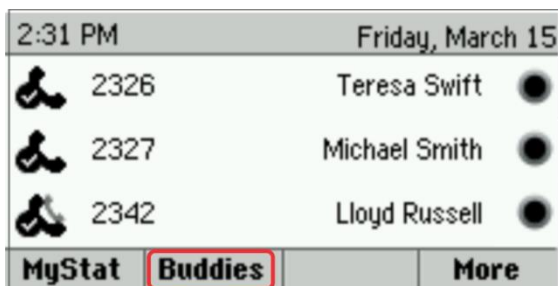 2:31 PM Friday, March 15
2326 Teresa Swift
2327 Michael Smith
2342 Lloyd Russell
MyStat Buddies More